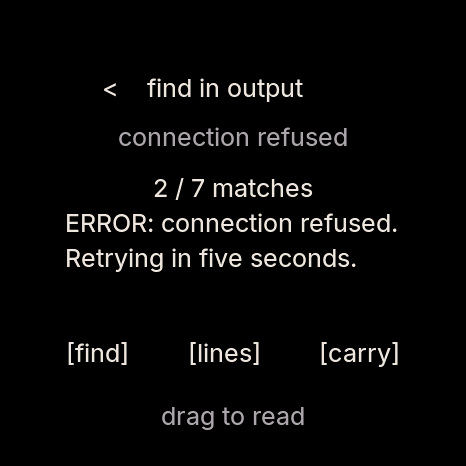 < find in output
connection refused
2 / 7 matches
ERROR: connection refused.
Retrying in five seconds.
[find] [lines] [carry]
drag to read